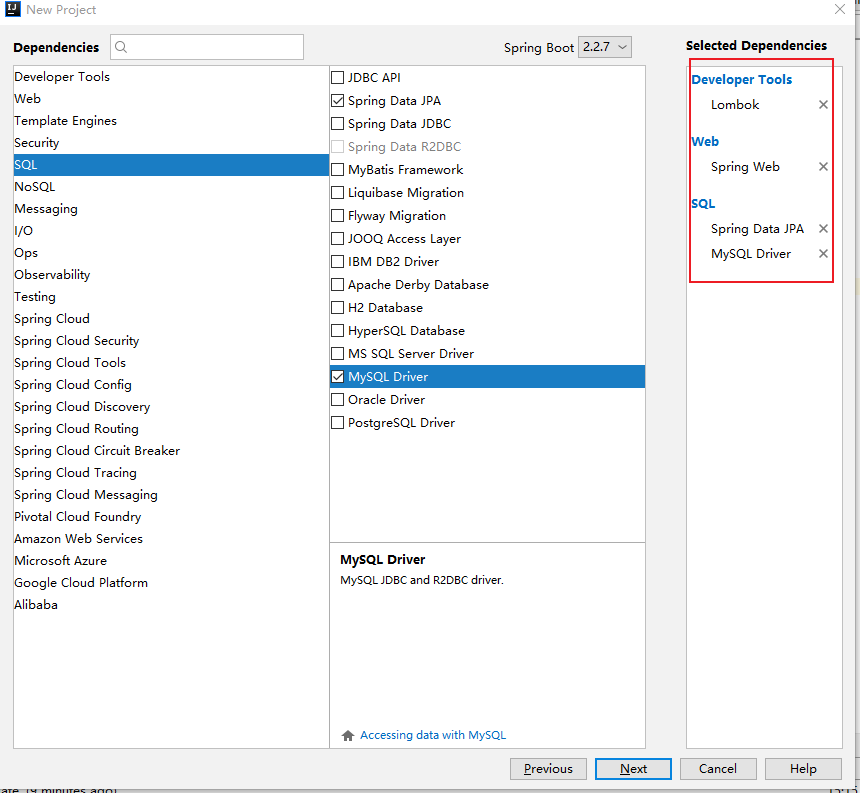 New Project
Dependencies
Spring Boot 2.2.7
Selected Dependencies
Developer Tools
Web
Template Engines
Security
SQL
NoSQL
Messaging
I/O
Ops
Observability
Testing
Spring Cloud
Spring Cloud Security
Spring Cloud Tools
Spring Cloud Config
Spring Cloud Discovery
Spring Cloud Routing
Spring Cloud Circuit Breaker
Spring Cloud Tracing
Spring Cloud Messaging
Pivotal Cloud Foundry
Amazon Web Services
Microsoft Azure
Google Cloud Platform
Alibaba
JDBC API
Spring Data JPA
Spring Data JDBC
Spring Data R2DBC
MyBatis Framework
Liquibase Migration
Flyway Migration
JOOQ Access Layer
IBM DB2 Driver
Apache Derby Database
H2 Database
HyperSQL Database
MS SQL Server Driver
MySQL Driver
Oracle Driver
PostgreSQL Driver
MySQL Driver
MySQL JDBC and R2DBC driver.
Accessing data with MySQL
Developer Tools
Lombok
Web
Spring Web
SQL
Spring Data JPA
MySQL Driver
Previous
Next
Cancel
Help
19 minutes ago)